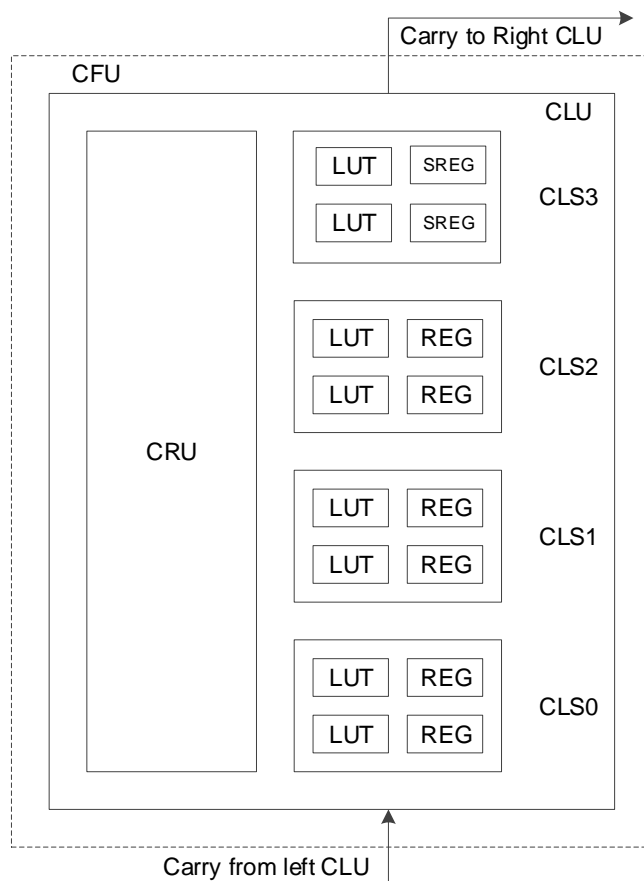 Carry to Right CLU
CFU
CLU
LUT SREG
LUT SREG
CLS3
LUT REG
LUT REG
CLS2
CRU
LUT REG
LUT REG
CLS1
LUT REG
LUT REG
CLS0
Carry from left CLU